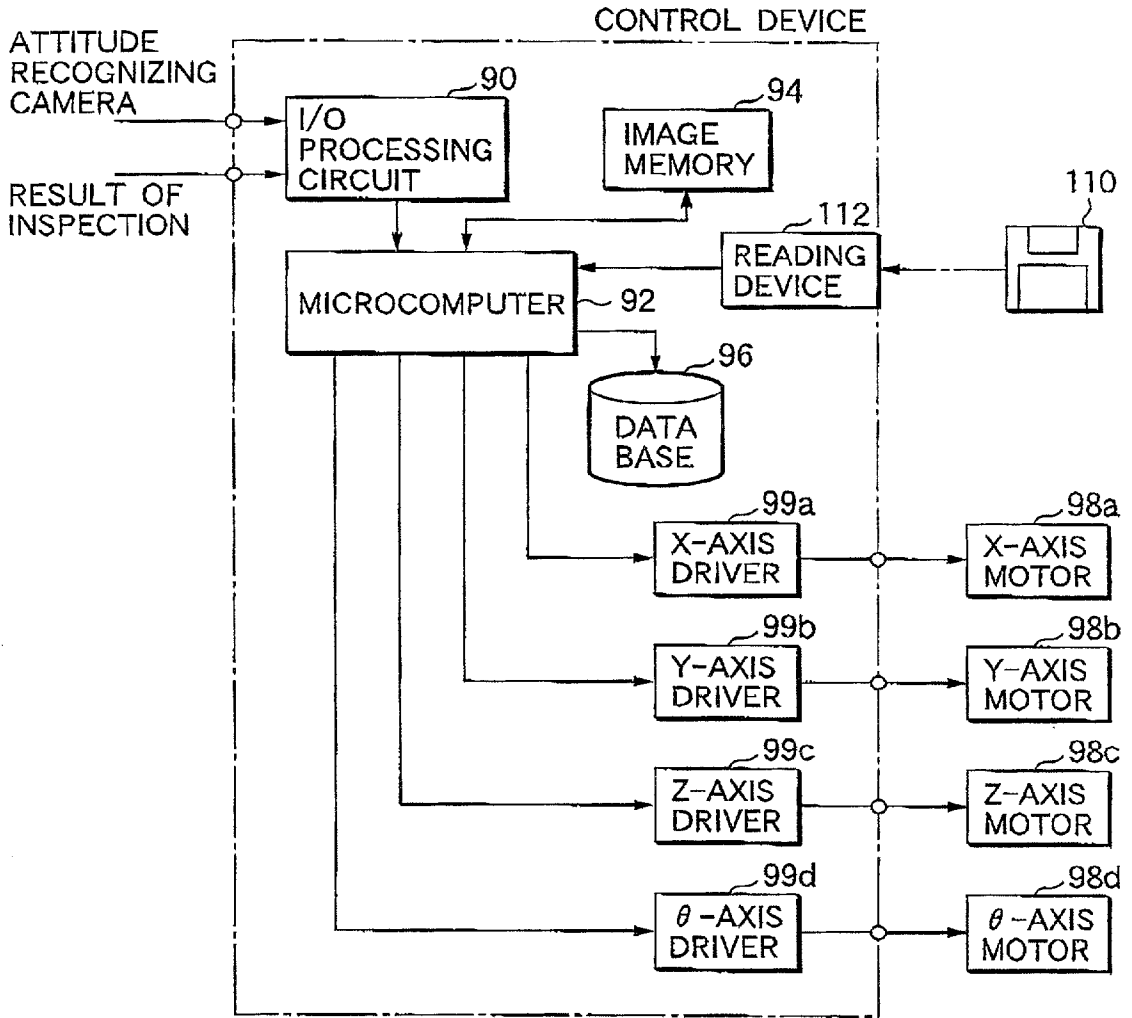 CONTROL DEVICE
ATTITUDE
RECOGNIZING
CAMERA
90
I/O
PROCESSING
CIRCUIT
94
IMAGE
MEMORY
RESULT OF
INSPECTION
112
READING
DEVICE
110
MICROCOMPUTER
92
96
DATA
BASE
99a
X-AXIS
DRIVER
98a
X-AXIS
MOTOR
99b
Y-AXIS
DRIVER
98b
Y-AXIS
MOTOR
99c
Z-AXIS
DRIVER
98c
Z-AXIS
MOTOR
99d
θ-AXIS
DRIVER
98d
θ-AXIS
MOTOR